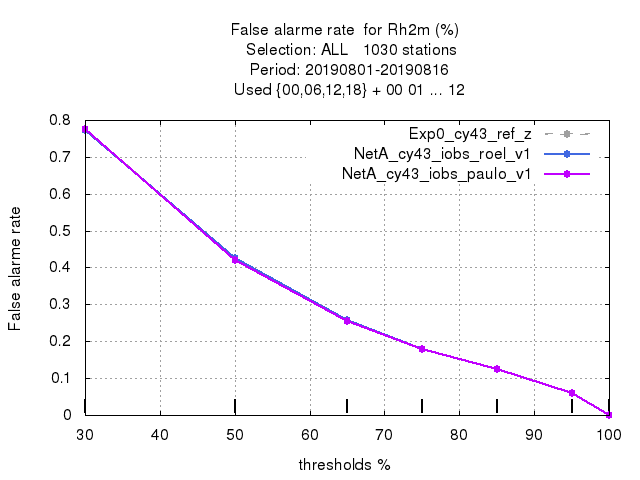 False alarme rate  for Rh2m (%)
Selection: ALL   1030 stations
Period: 20190801-20190816
Used {00,06,12,18} + 00 01 ... 12
Exp0_cy43_ref_z
NetA_cy43_iobs_roel_v1
NetA_cy43_iobs_paulo_v1
False alarme rate
0.8
0.7
0.6
0.5
0.4
0.3
0.2
0.1
0
30 40 50 60 70 80 90 100
thresholds %